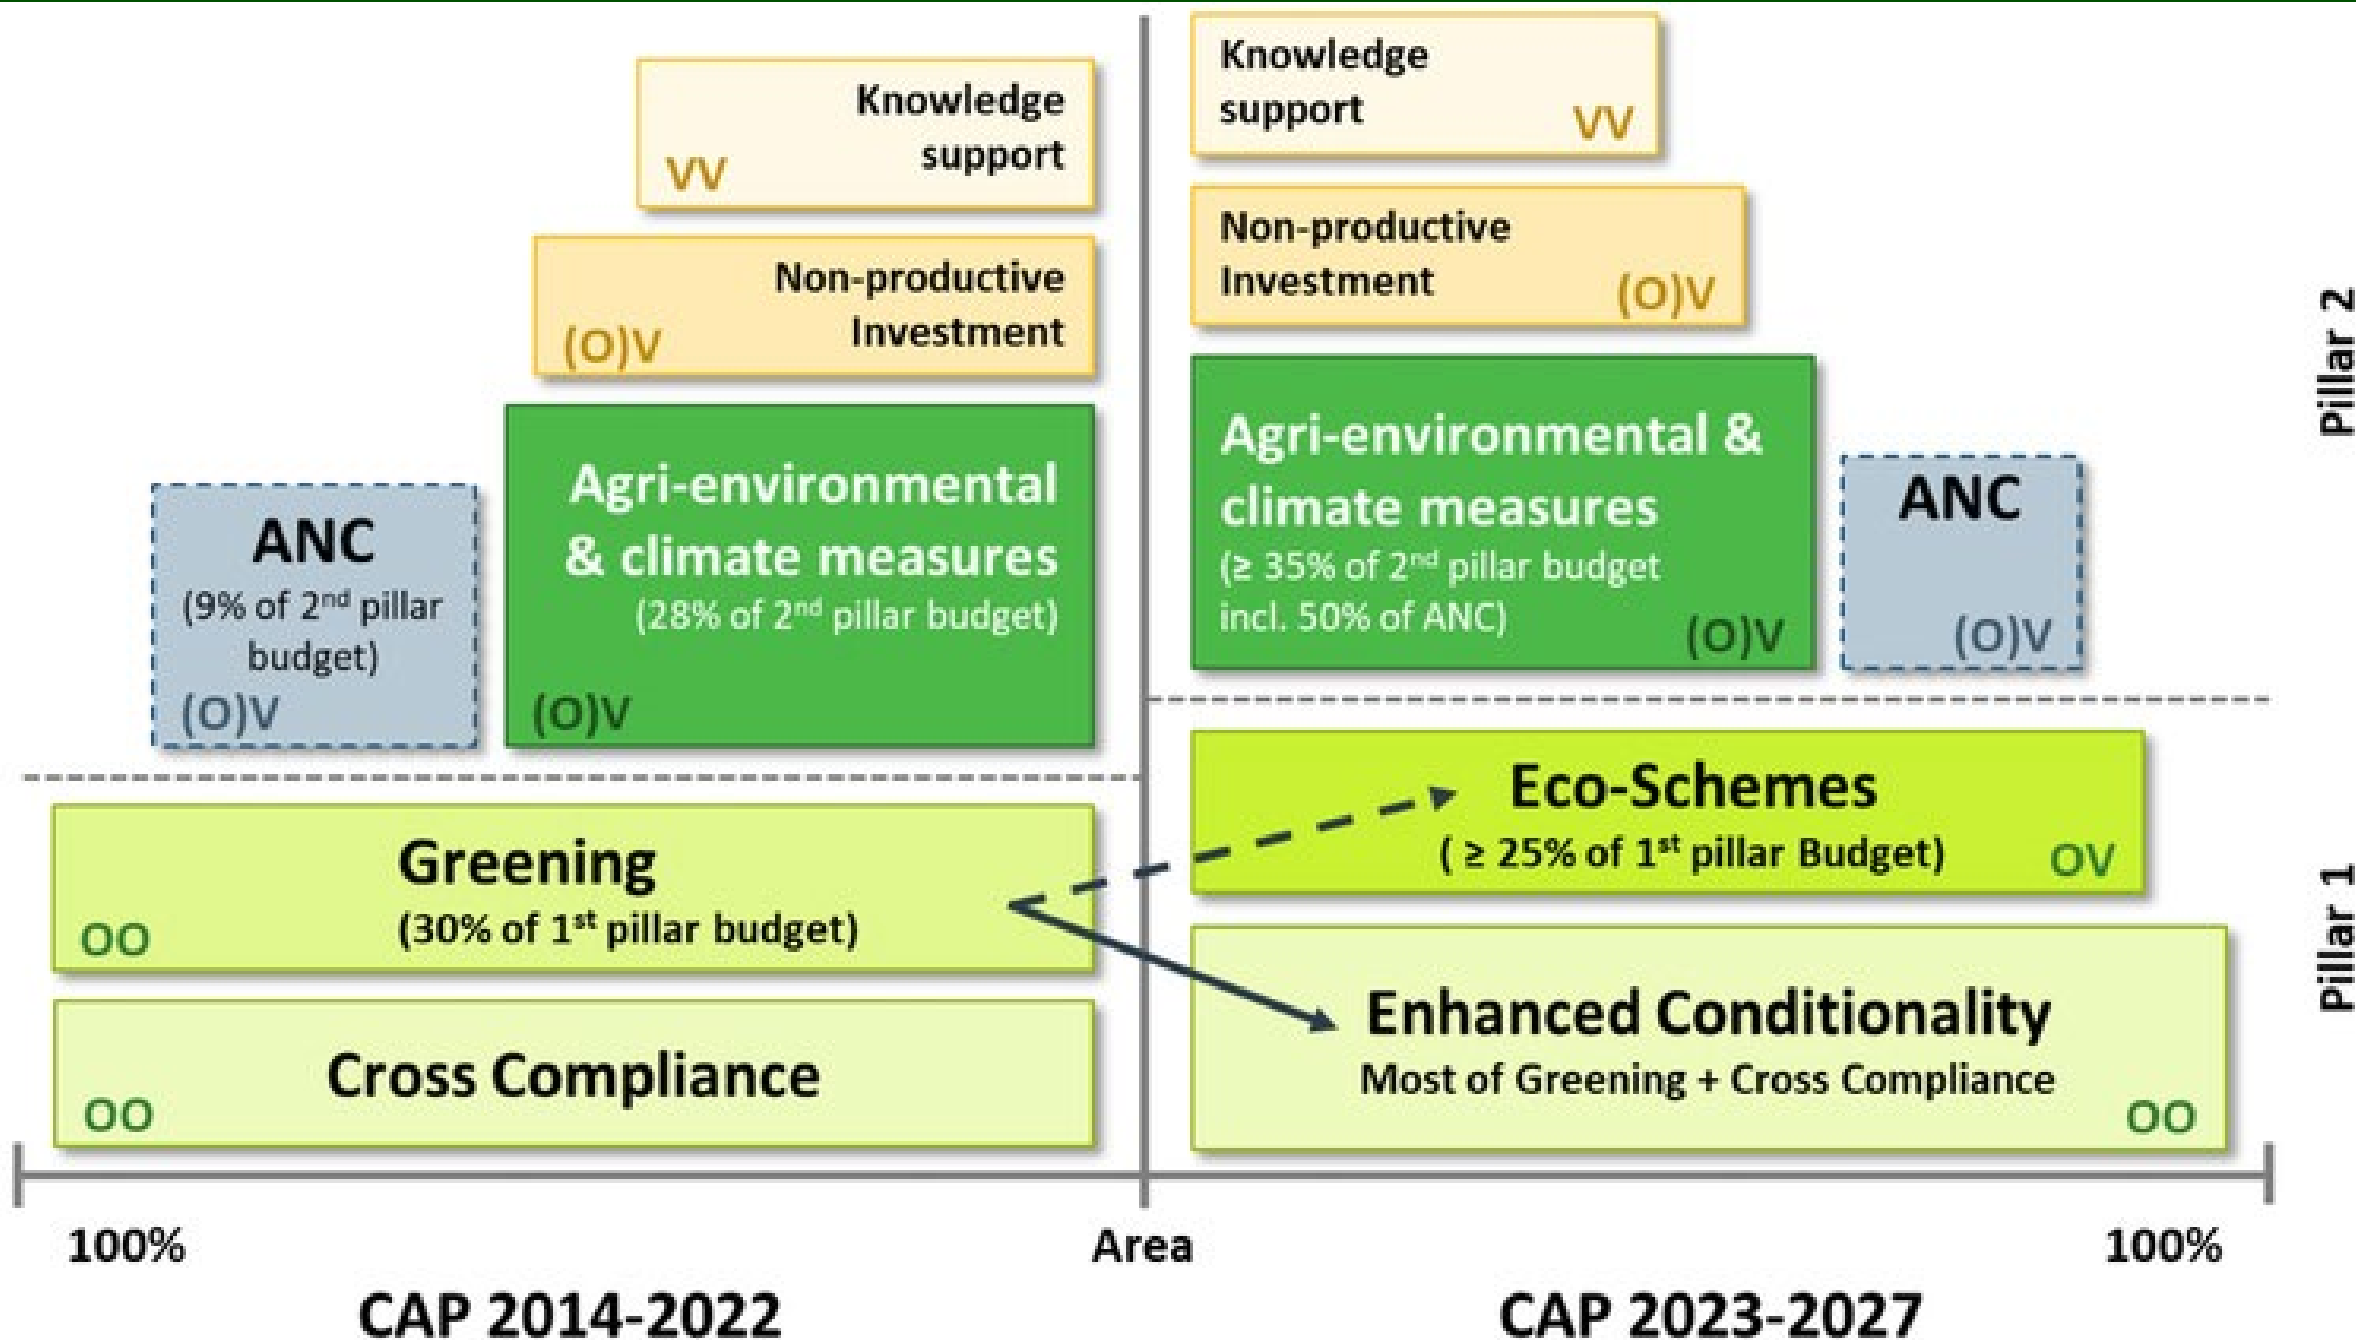 Knowledge
support
VV
Non-productive
Investment
(O)V
Agri-environmental
& climate measures
(28% of 2nd pillar budget)
(O)V
ANC
(9% of 2nd pillar
budget)
(O)V
Greening
(30% of 1st pillar budget)
OO
Cross Compliance
OO
Knowledge
support
VV
Non-productive
Investment
(O)V
Agri-environmental &
climate measures
(≥ 35% of 2nd pillar budget
incl. 50% of ANC)
(O)V
ANC
(O)V
Eco-Schemes
( ≥ 25% of 1st pillar Budget)
OV
Enhanced Conditionality
Most of Greening + Cross Compliance
OO
Pillar 2
Pillar 1
100%
Area
100%
CAP 2014-2022
CAP 2023-2027